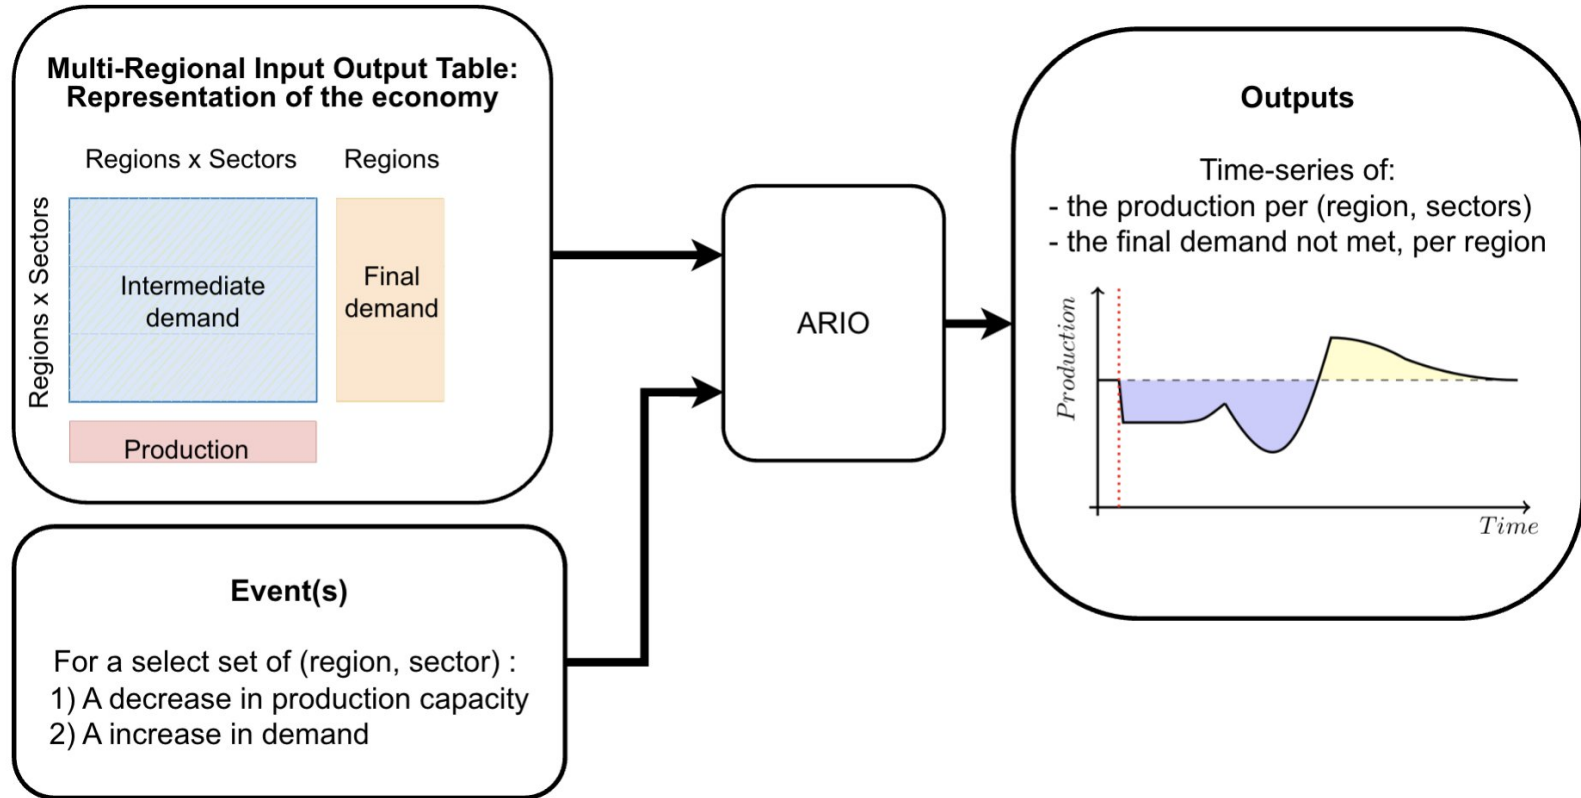 Multi-Regional Input Output Table:
Representation of the economy
Regions x Sectors
Regions
Regions x Sectors
Intermediate
demand
Final
demand
Production
Event(s)
For a select set of (region, sector) :
1) A decrease in production capacity
2) A increase in demand
ARIO
Outputs
Time-series of:
- the production per (region, sectors)
- the final demand not met, per region
Production
Time